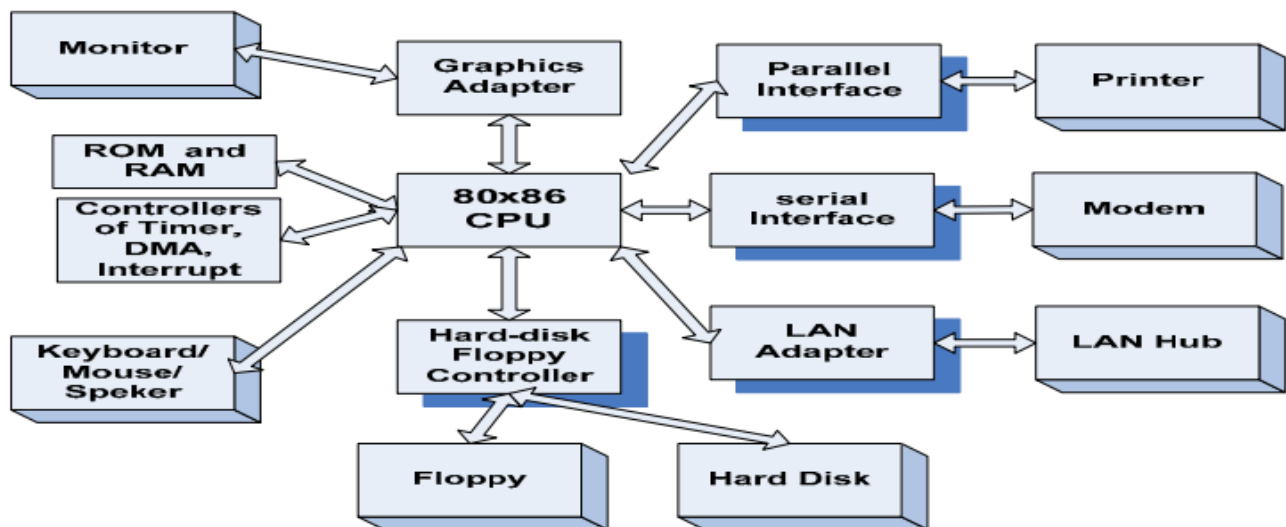 Monitor
Graphics
Adapter
Parallel
Interface
Printer
ROM and
RAM
80x86
CPU
serial
Interface
Modem
Controllers
of Timer,
DMA,
Interrupt
Keyboard/
Mouse/
Speker
Hard-disk
Floppy
Controller
LAN
Adapter
LAN Hub
Floppy
Hard Disk